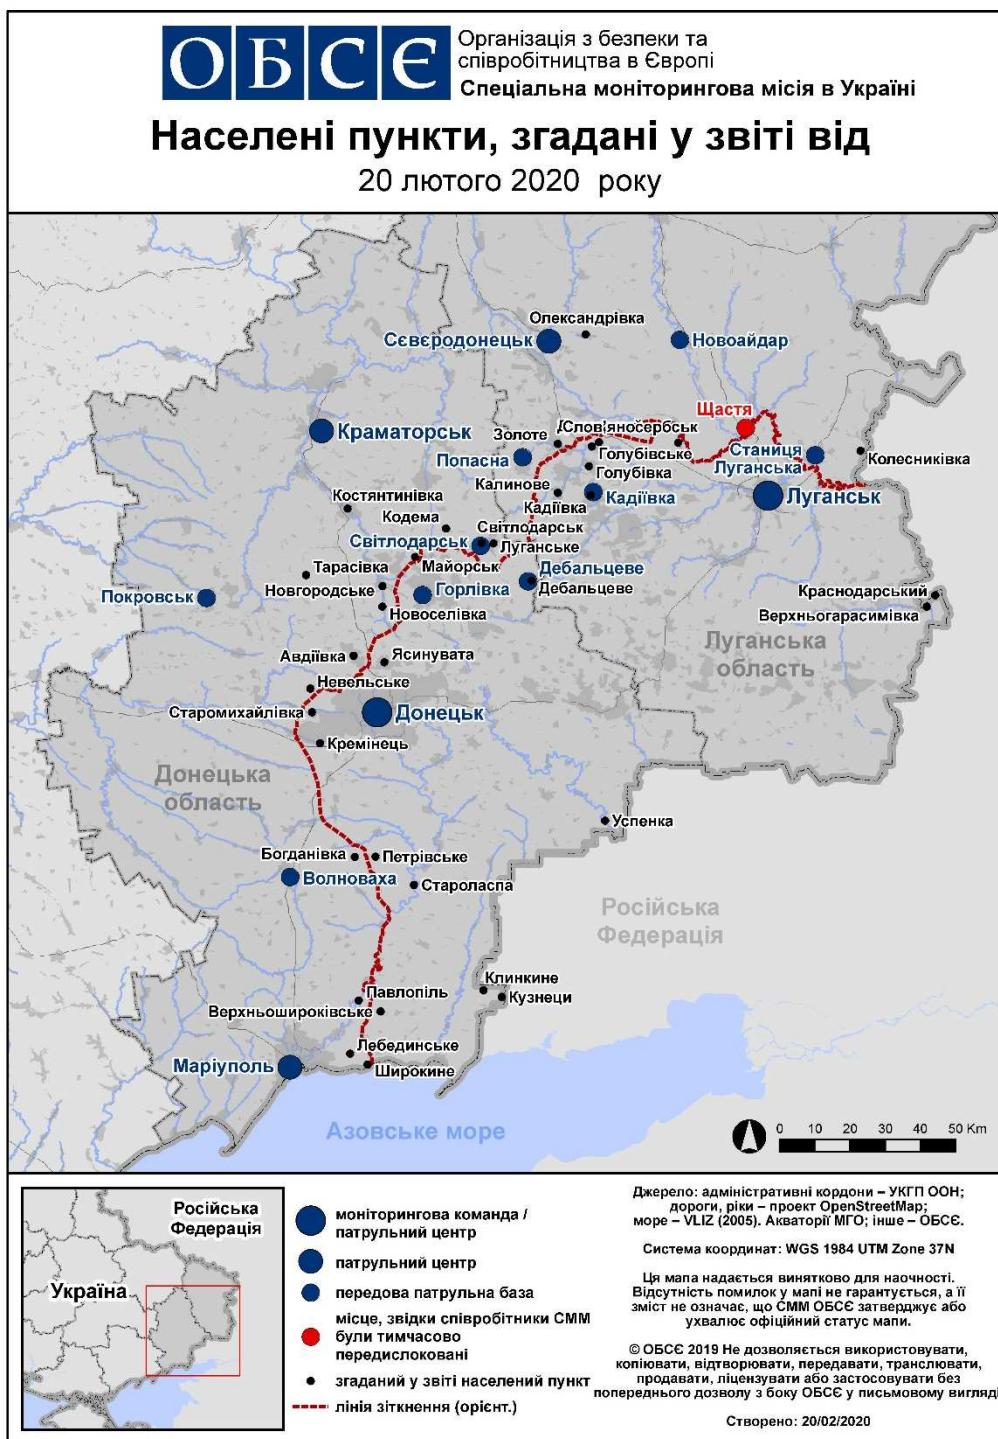 ОБСЄ
Організація з безпеки та
співробітництва в Європі
Спеціальна моніторингова місія в Україні
Населені пункти, згадані у звіті від
20 лютого 2020 року
Олександрівка
Сєвєродонецьк
Новоайдар
Щастя
Краматорськ
Золоте
Слов'яносербськ
Голубівське
Станиця
Луганська
Колесниківка
Попасна
Голубівка
Калинове
Кадіївка
Кадіївка
Луганськ
Костянтинівка
Кодема
Світлодарськ
Світлодарськ
Луганське
Майорськ
Тарасівка
Дебальцеве
Дебальцеве
Новгородське
Горлівка
Покровськ
Новоселівка
Краснодарський
Верхньогарасимівка
Луганська
область
Авдіївка
Ясинувата
Невельське
Старомихайлівка
Донецьк
Кремінець
Донецька
область
Успенка
Богданівка
Петрівське
Волноваха
Староласпа
Російська
Федерація
Клинкине
Кузнеци
Павлопіль
Верхньошироківське
Лебединське
Маріуполь
Широкине
Азовське море
0 10 20 30 40 50 Km
Російська
Федерація
Україна
моніторингова команда /
патрульний центр
патрульний центр
передова патрульна база
місце, звідки співробітники СММ
були тимчасово
передислоковані
згаданий у звіті населений пункт
лінія зіткнення (орієнт.)
Джерело: адміністративні кордони – УКГП ООН;
дороги, ріки – проект OpenStreetMap;
море – VLIZ (2005). Акваторії МГО; інше – ОБСЄ.
Система координат: WGS 1984 UTM Zone 37N
Ця мапа надається винятково для наочності.
Відсутність помилок у мапі не гарантується, а її
зміст не означає, що СММ ОБСЄ затверджує або
ухвалює офіційний статус мапи.
© ОБСЄ 2019 Не дозволяється використовувати,
копіювати, відтворювати, передавати, транслювати,
продавати, ліцензувати або застосовувати без
попереднього дозволу з боку ОБСЄ у письмовому вигляді
Створено: 20/02/2020